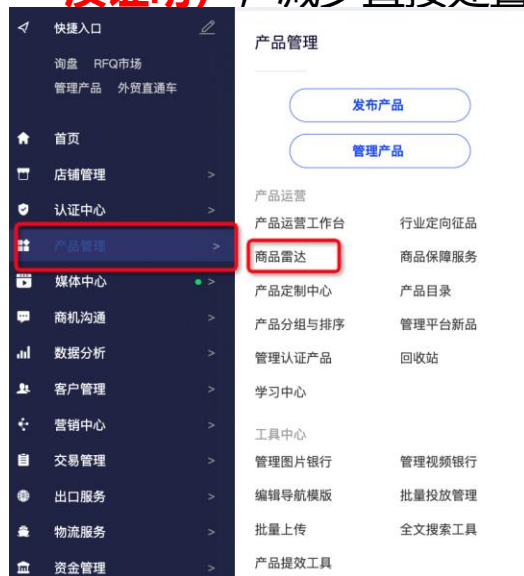 快捷入口
询盘 RFQ市场
管理产品 外贸直通车
首页
店铺管理 >
认证中心 >
产品管理 >
媒体中心 >
商机沟通 >
数据分析 >
客户管理 >
营销中心 >
交易管理 >
出口服务 >
物流服务 >
资金管理 >
产品管理
发布产品
管理产品
产品运营
产品运营工作台 行业定向征品
商品雷达 商品保障服务
产品定制中心 产品目录
产品分组与排序 管理平台新品
管理认证产品 回收站
学习中心
工具中心
管理图片银行 管理视频银行
编辑导航模版 批量投放管理
批量上传 全文搜索工具
产品提效工具